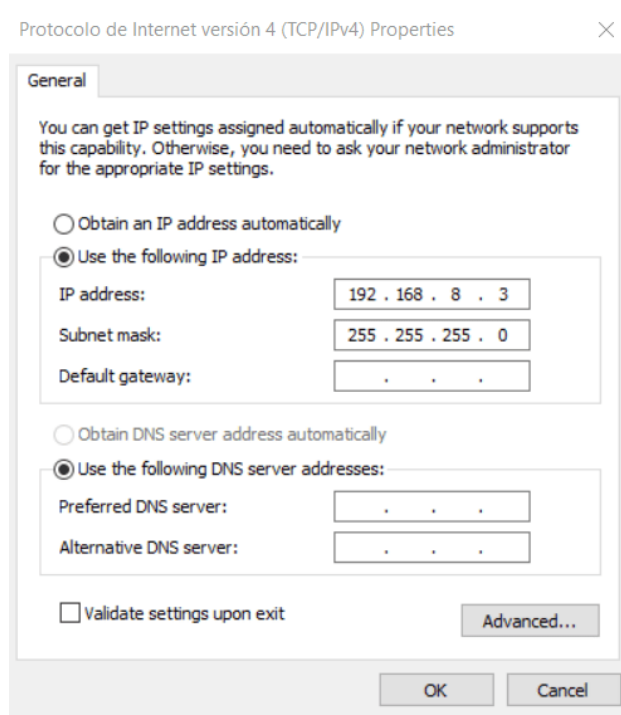 Protocolo de Internet versión 4 (TCP/IPv4) Properties
General
You can get IP settings assigned automatically if your network supports
this capability. Otherwise, you need to ask your network administrator
for the appropriate IP settings.
Obtain an IP address automatically
Use the following IP address:
IP address: 192 . 168 . 8 . 3
Subnet mask: 255 . 255 . 255 . 0
Default gateway: . . .
Obtain DNS server address automatically
Use the following DNS server addresses:
Preferred DNS server: . . .
Alternative DNS server: . . .
Validate settings upon exit
Advanced...
OK Cancel